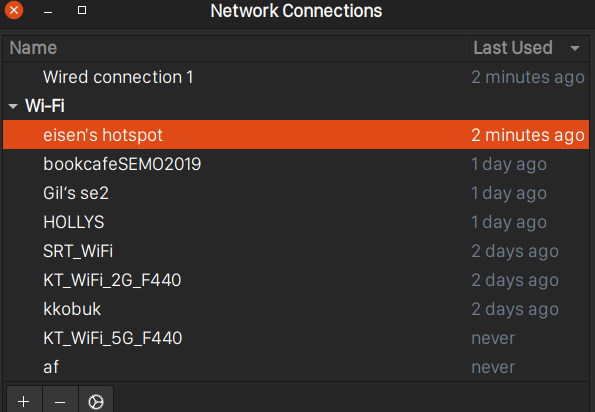 Network Connections
Name Last Used
Wired connection 1 2 minutes ago
Wi-Fi
eisen's hotspot 2 minutes ago
bookcafeSEMO2019 1 day ago
Gil’s se2 1 day ago
HOLLYS 1 day ago
SRT_WiFi 2 days ago
KT_WiFi_2G_F440 2 days ago
kkobuk 2 days ago
KT_WiFi_5G_F440 never
af never